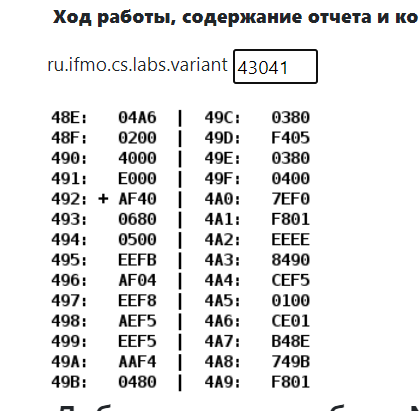 Ход работы, содержание отчета и ко
ru.ifmo.cs.labs.variant 43041
48E: 04A6 | 49C: 0380
48F: 0200 | 49D: F405
490: 4000 | 49E: 0380
491: E000 | 49F: 0400
492: + AF40 | 4A0: 7EF0
493: 0680 | 4A1: F801
494: 0500 | 4A2: EEEE
495: EEFB | 4A3: 8490
496: AF04 | 4A4: CEF5
497: EEF8 | 4A5: 0100
498: AEF5 | 4A6: CE01
499: EEF5 | 4A7: B48E
49A: AAF4 | 4A8: 749B
49B: 0480 | 4A9: F801